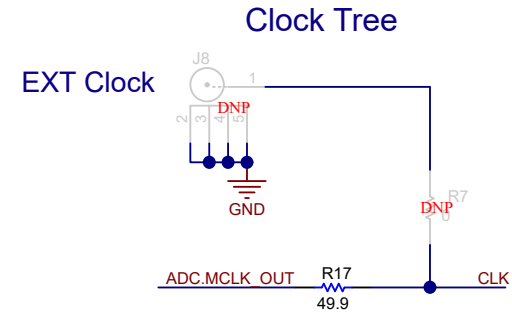 Clock Tree
J8
EXT Clock
1
DNP
2 3 4 5
GND
R7
DNP
0
ADC.MCLK_OUT
R17
CLK
49.9